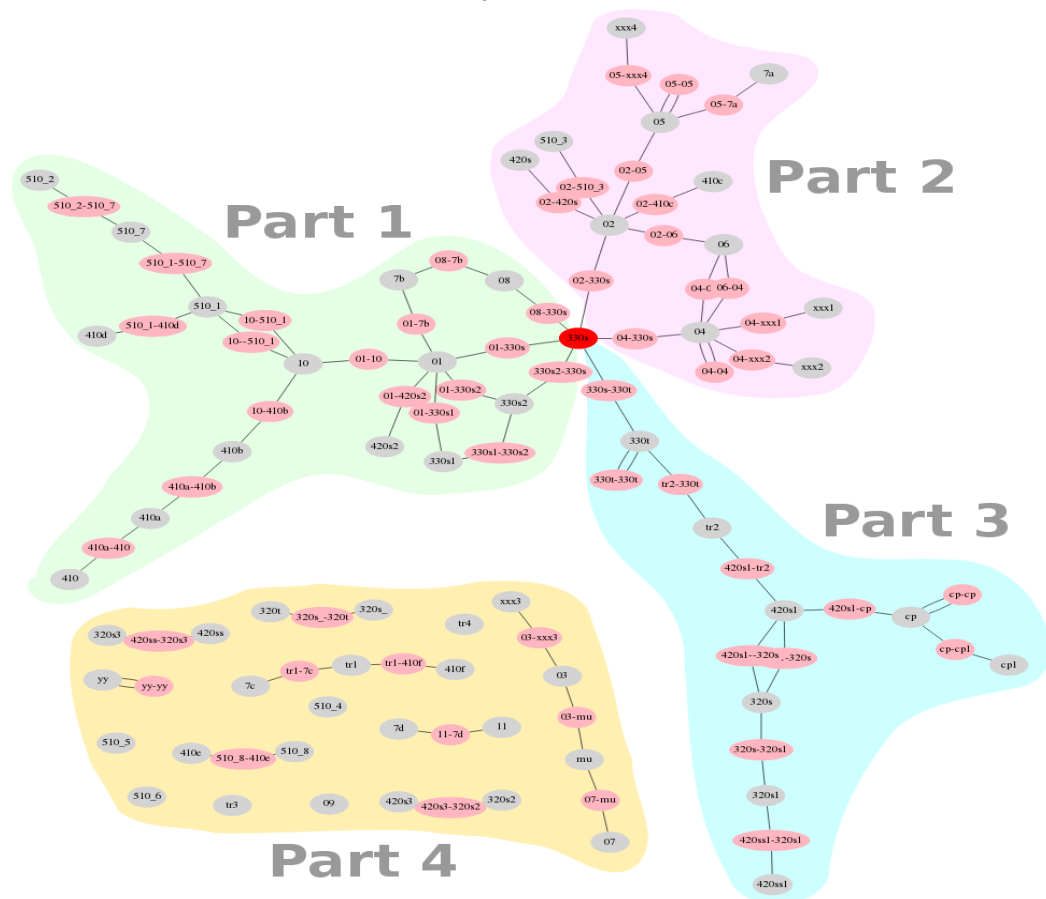 xxx4
05-xxx4
05-05
7a
05-7a
05
510_3
420s
02-05
Part 2
510_2
02-510_3
410c
510_2-510_7
02-420s
02-410c
Part 1
02
510_7
02-06
06
08-7b
510_1-510_7
7b
08
02-330s
06-04
510_1
08-330s
xxx1
10-510_1
01-7b
04-xxx1
510_1-410d
410d
04
330s
04-330s
10--510_1
01-330s
10
01-10
01
04-xxx2
xxx2
330s2-330s
04-04
01-330s2
330s-330t
01-420s2
330s2
10-410b
01-330s1
330t
420s2
410b
330s1-330s2
330s1
330t-330t
tr2-330t
410a-410b
410a
Part 3
tr2
410a-410
420s1-tr2
410
cp-cp
xxx3
420s1-cp
320t
320s_-320t
320s_
420s1
cp
tr4
320s3
420ss-320s3
420ss
03-xxx3
cp-cp1
420s1--320s
tr1-7c
tr1
tr1-410f
410f
cp1
03
yy
yy-yy
7c
320s
510_4
03-mu
7d
11-7d
11
510_5
320s-320s1
410e
510_8-410e
510_8
mu
510_6
320s1
tr3
09
420s3
420s3-320s2
320s2
07-mu
420ss1-320s1
07
Part 4
420ss1